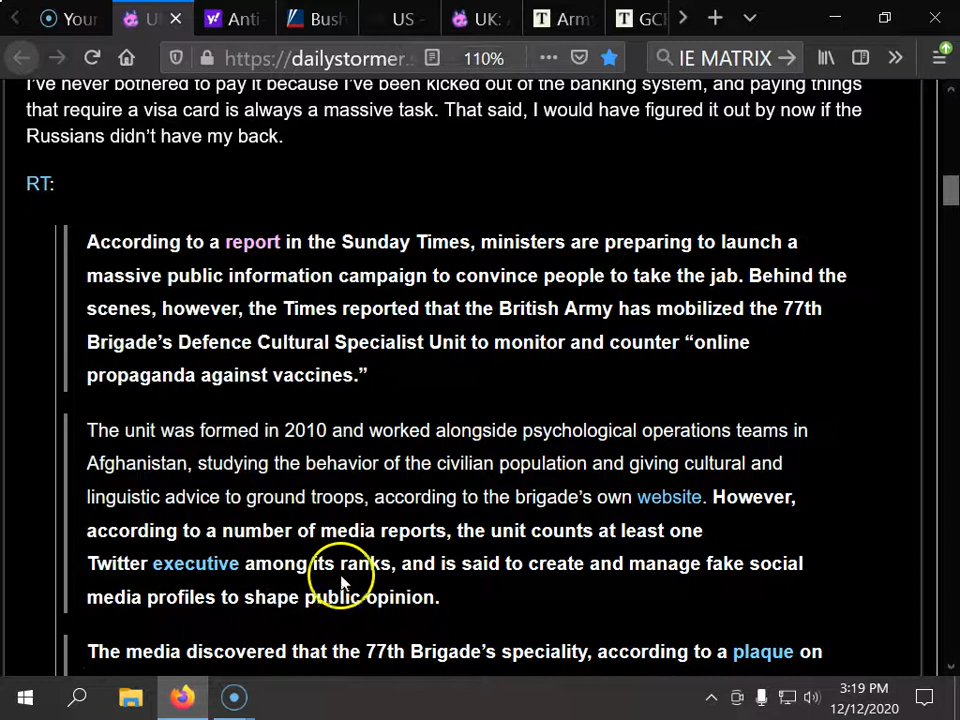 Your
U
Anti
Bush
US -
UK:
T Arm
T GCH
https://dailystormer.
110%
IE MATRIX
I've never bothered to pay it because I've been kicked out of the banking system, and paying things
that require a visa card is always a massive task. That said, I would have figured it out by now if the
Russians didn't have my back.
RT:
According to a report in the Sunday Times, ministers are preparing to launch a
massive public information campaign to convince people to take the jab. Behind the
scenes, however, the Times reported that the British Army has mobilized the 77th
Brigade's Defence Cultural Specialist Unit to monitor and counter “online
propaganda against vaccines.”
The unit was formed in 2010 and worked alongside psychological operations teams in
Afghanistan, studying the behavior of the civilian population and giving cultural and
linguistic advice to ground troops, according to the brigade's own website. However,
according to a number of media reports, the unit counts at least one
Twitter executive among its ranks, and is said to create and manage fake social
media profiles to shape public opinion.
The media discovered that the 77th Brigade's speciality, according to a plaque on
3:19 PM
12/12/2020